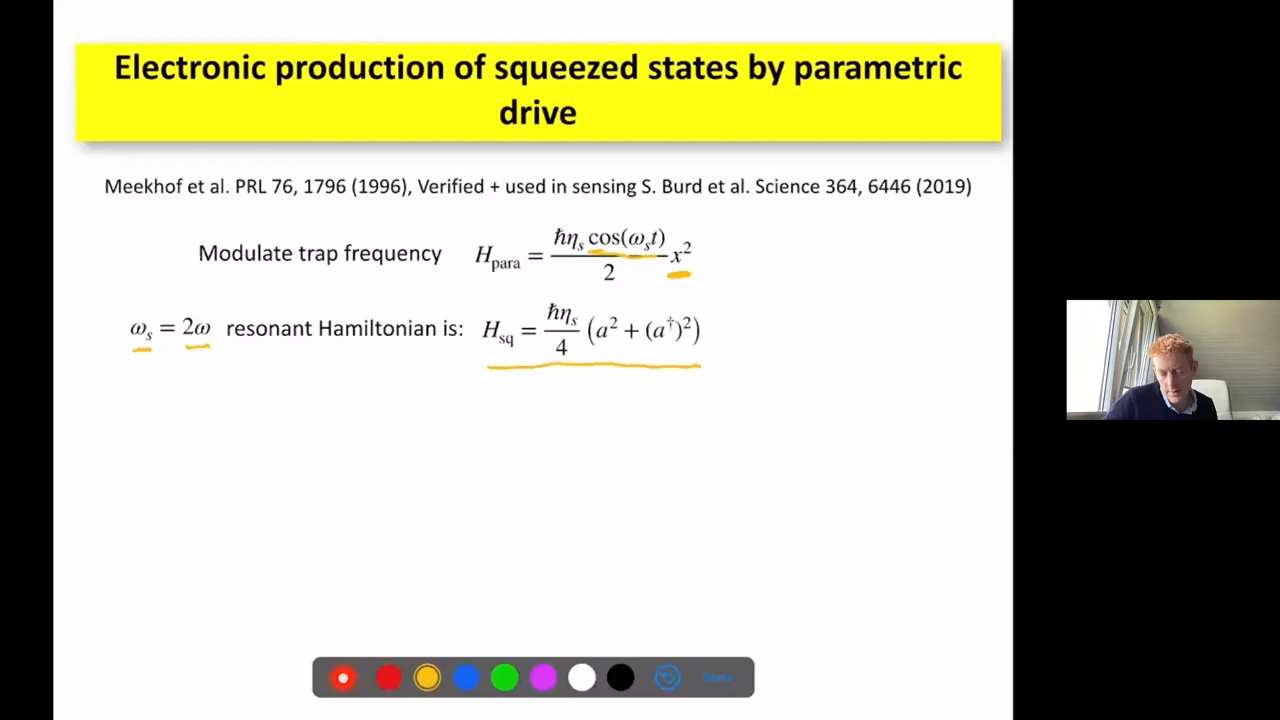 Electronic production of squeezed states by parametric
drive
Meekhof et al. PRL 76, 1796 (1996), Verified + used in sensing S. Burd et al. Science 364, 6446 (2019)
Modulate trap frequency H_para = ħη_s cos(ω_s t) / 2 x²
ω_s = 2ω resonant Hamiltonian is: H_sq = ħη_s / 4 (a² + (a†)²)